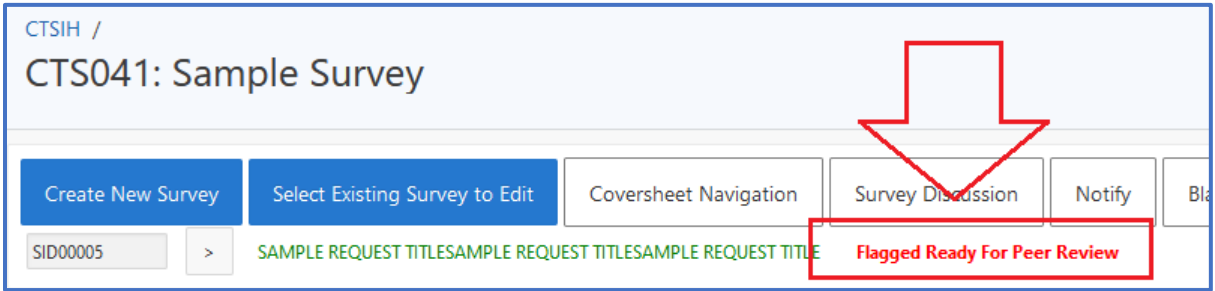 CTSIH /
CTS041: Sample Survey
Create New Survey Select Existing Survey to Edit Coversheet Navigation Survey Discussion Notify
SID00005 > SAMPLE REQUEST TITLESAMPLE REQUEST TITLESAMPLE REQUEST TITLE Flagged Ready For Peer Review